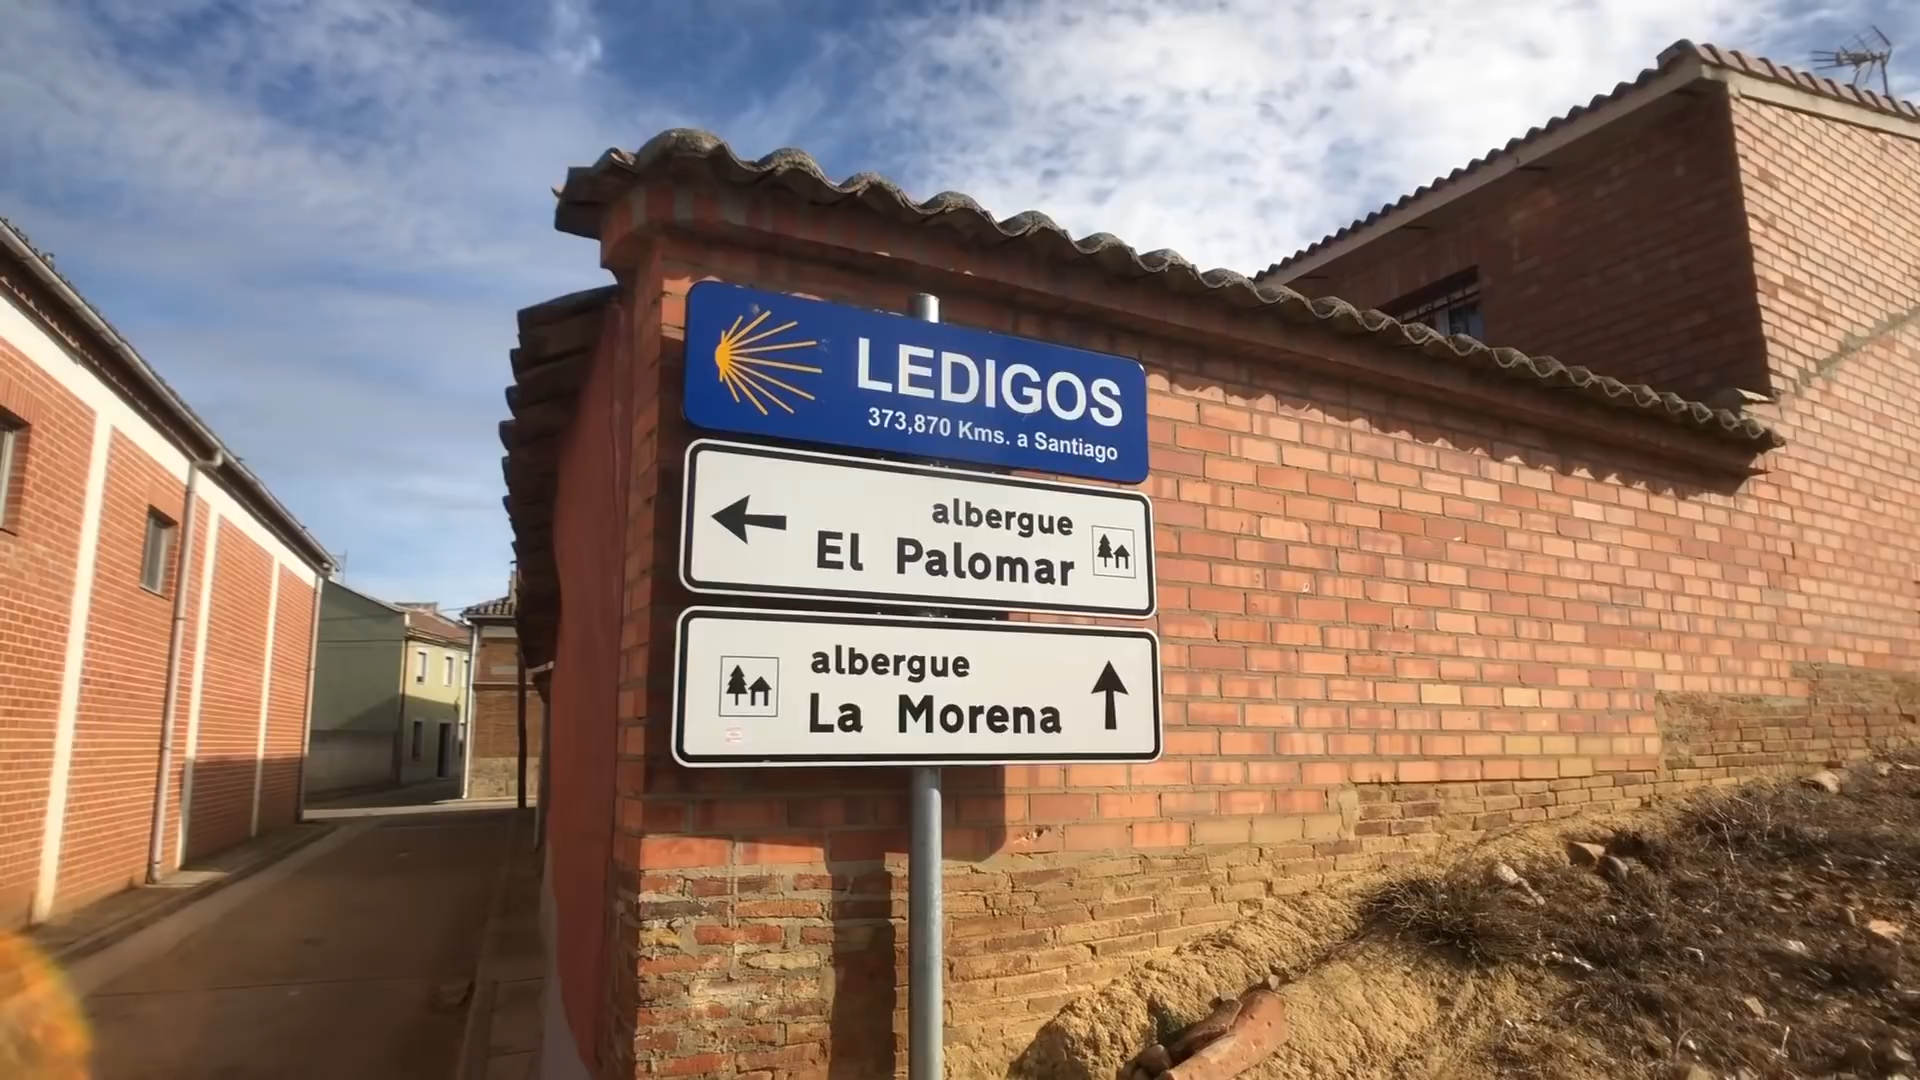 LEDIGOS
373,870 Kms. a Santiago
albergue
El Palomar
albergue
La Morena